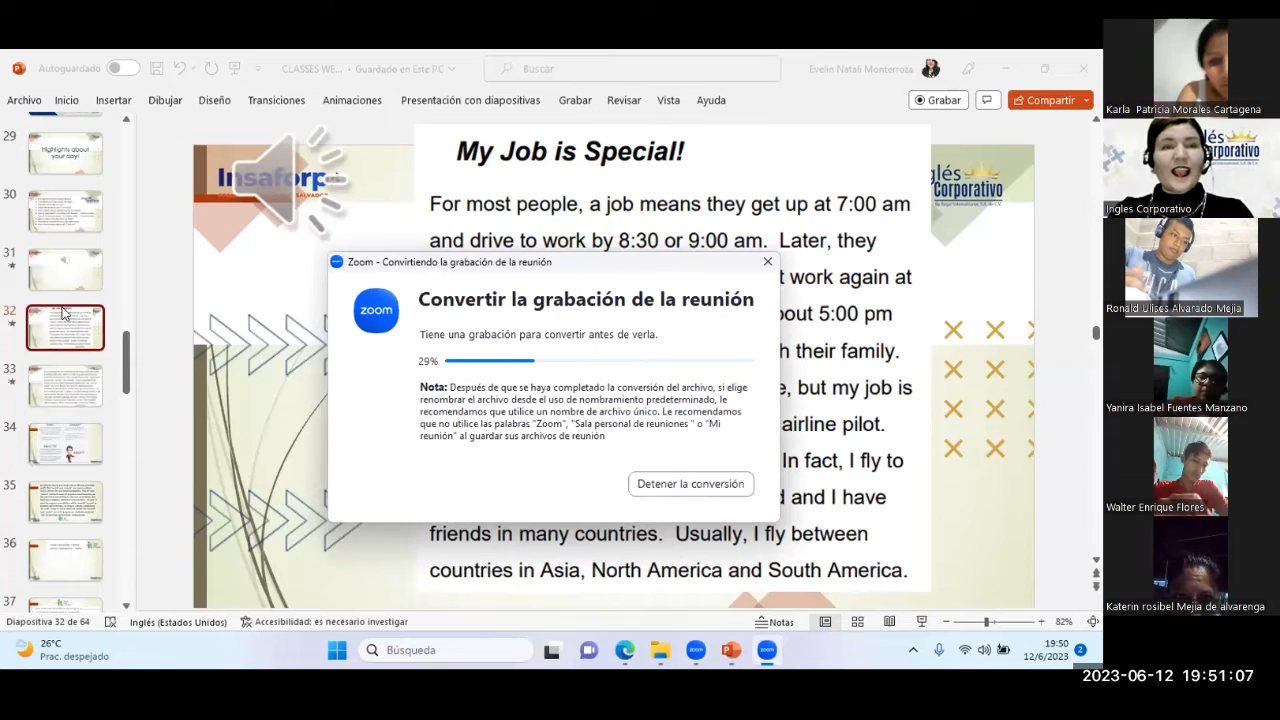 Autoguardado
CLASSES WE... • Guardado en Este PC
Buscar
Evelin Natali Monterroza
Archivo Inicio Insertar Dibujar Diseño Transiciones Animaciones Presentación con diapositivas Grabar Revisar Vista Ayuda
Grabar
Compartir
29
Highlights about
your day!
30
31
32
33
34
35
36
37
Insaforp
Inglés
Corporativo
My Job is Special!
For most people, a job means they get up at 7:00 am
and drive to work by 8:30 or 9:00 am. Later, they
t work again at
bout 5:00 pm
h their family.
e, but my job is
airline pilot.
In fact, I fly to
d and I have
friends in many countries. Usually, I fly between
countries in Asia, North America and South America.
Zoom - Convirtiendo la grabación de la reunión
zoom
Convertir la grabación de la reunión
Tiene una grabación para convertir antes de verla.
29%
Nota: Después de que se haya completado la conversión del archivo, si elige
renombrar el archivo desde el uso de nombramiento predeterminado, le
recomendamos que utilice un nombre de archivo único. Le recomendamos
que no utilice las palabras "Zoom", "Sala personal de reuniones " o "Mi
reunión" al guardar sus archivos de reunión
Detener la conversión
Diapositiva 32 de 64
Inglés (Estados Unidos)
Accesibilidad: es necesario investigar
Notas
82%
26°C
Prac. despejado
Búsqueda
19:50
12/6/2023
2
Karla Patricia Morales Cartagena
Ingles Corporativo
Ronald Ulises Alvarado Mejia
Yanira Isabel Fuentes Manzano
Walter Enrique Flores
Katerin rosibel Mejia de alvarenga
2023-06-12 19:51:07